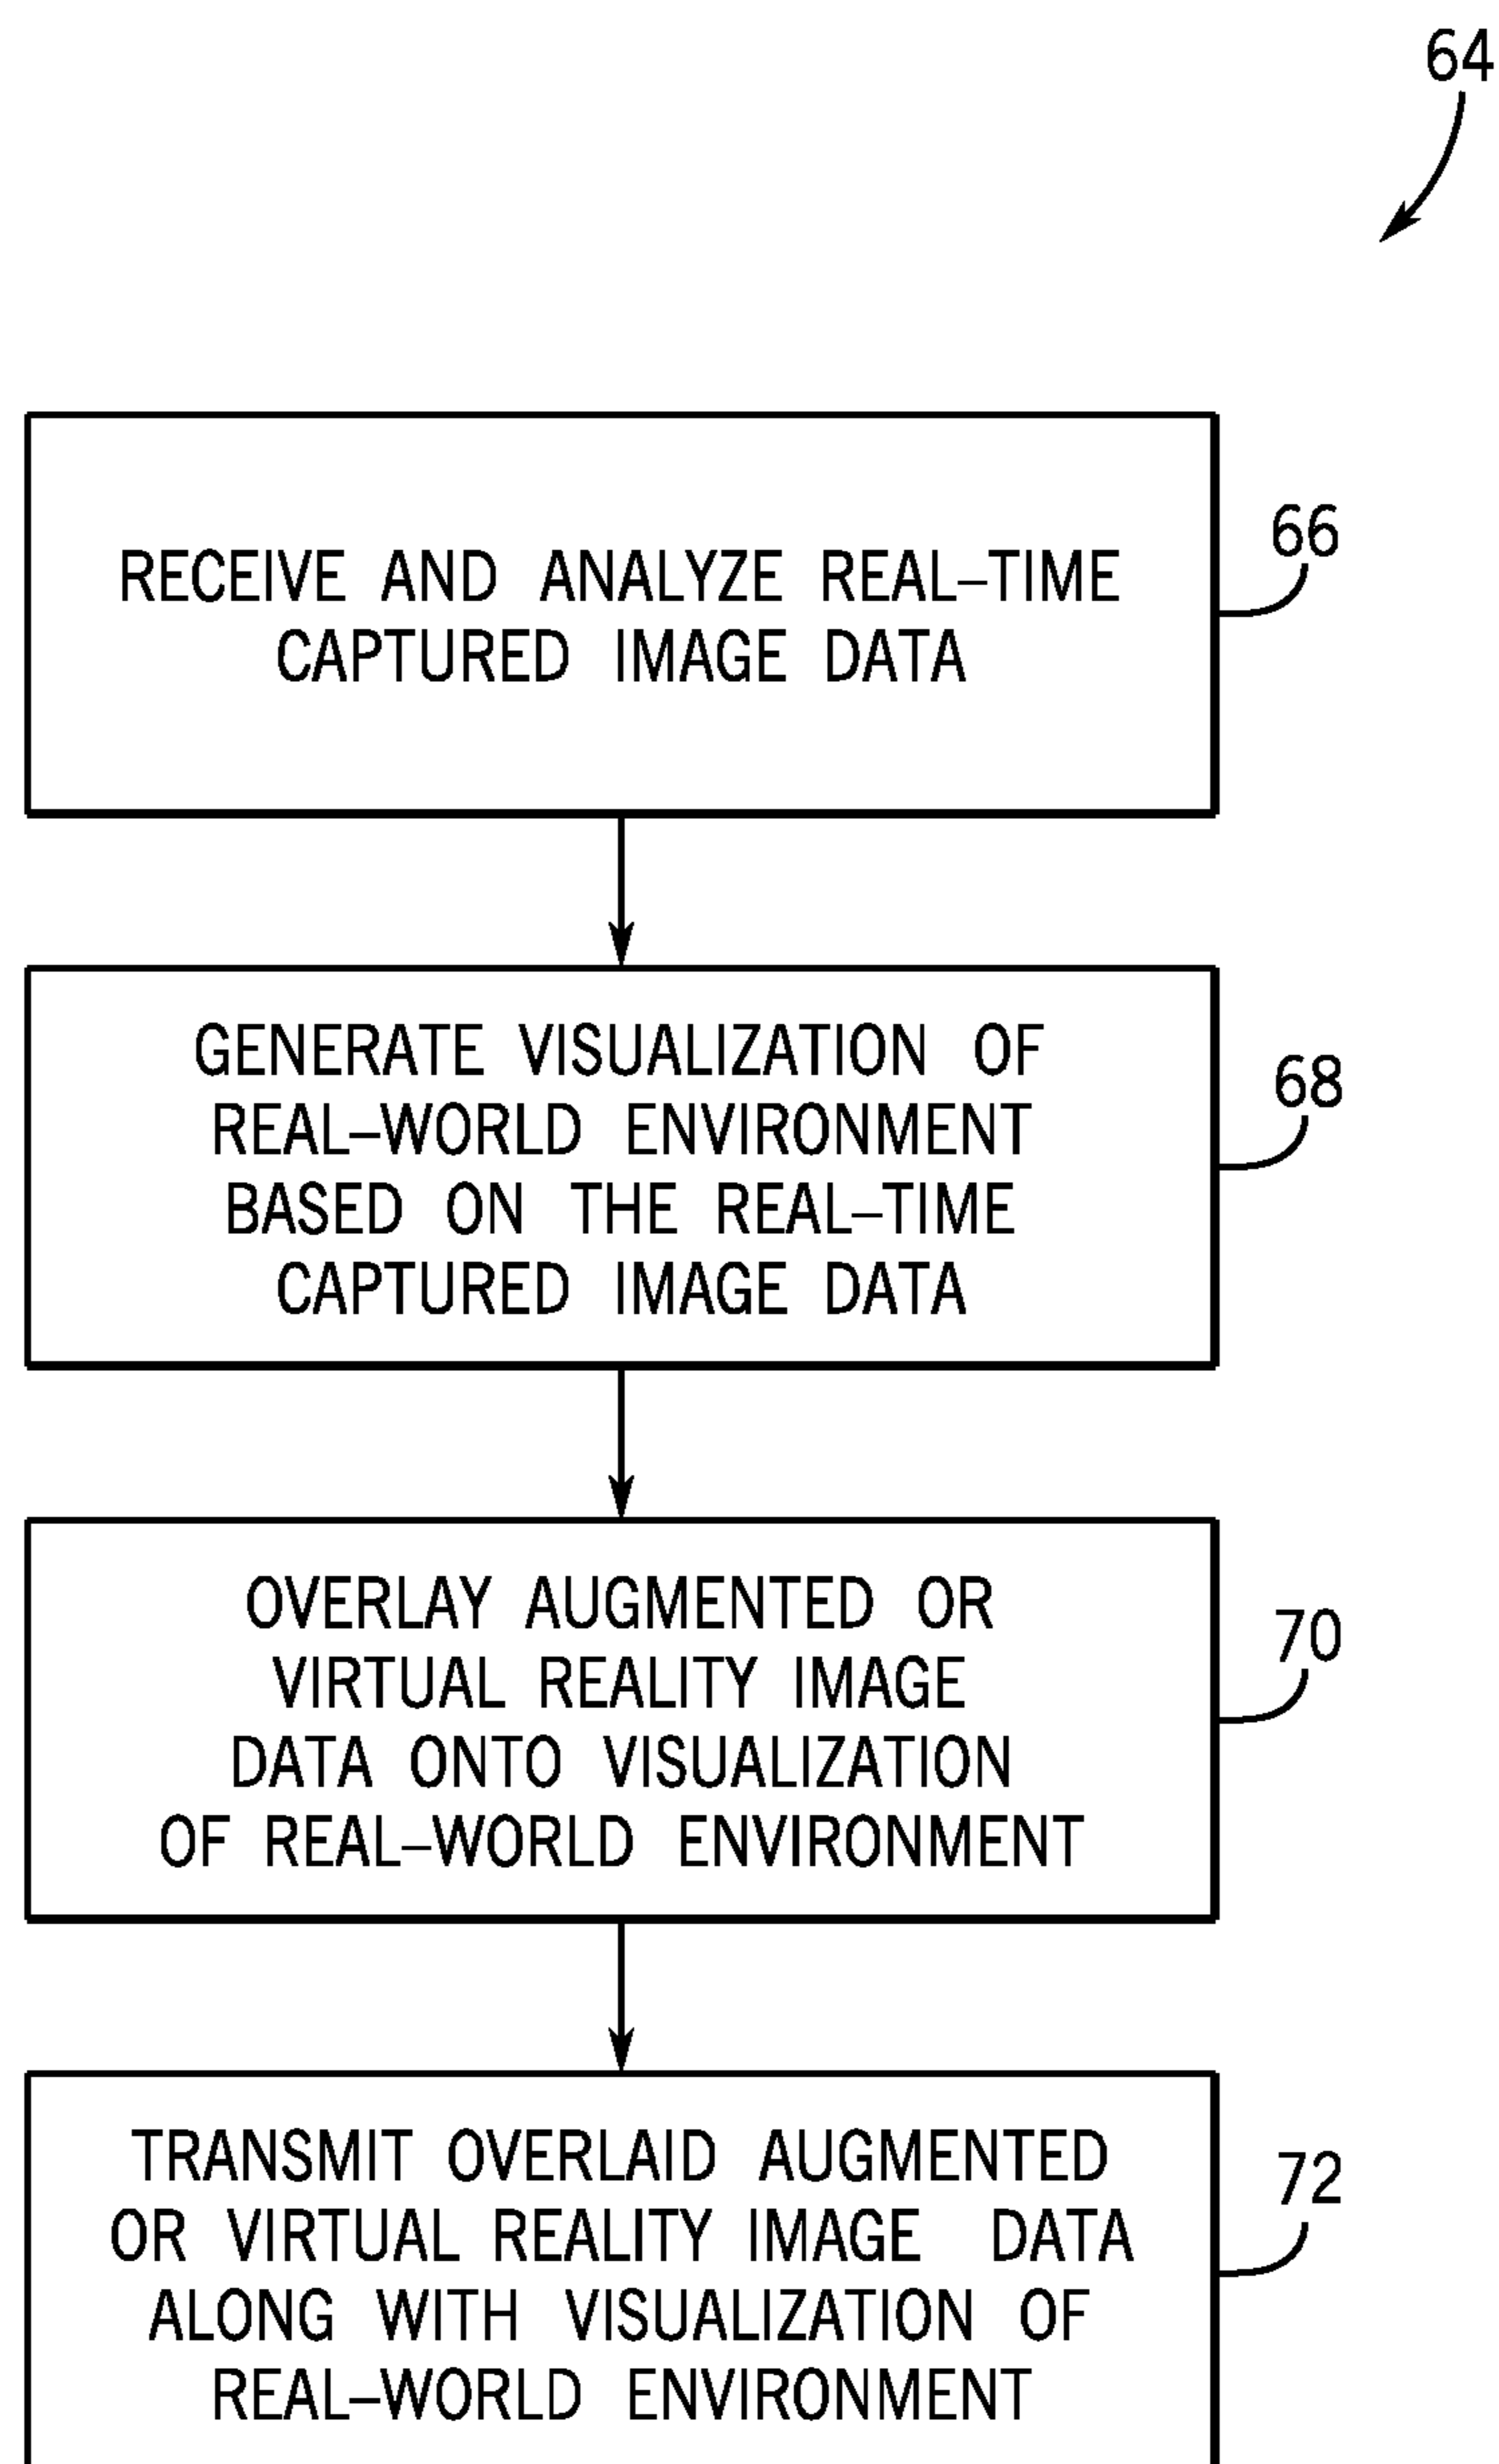 64
RECEIVE AND ANALYZE REAL–TIME
CAPTURED IMAGE DATA
66
GENERATE VISUALIZATION OF
REAL–WORLD ENVIRONMENT
BASED ON THE REAL–TIME
CAPTURED IMAGE DATA
68
OVERLAY AUGMENTED OR
VIRTUAL REALITY IMAGE
DATA ONTO VISUALIZATION
OF REAL–WORLD ENVIRONMENT
70
TRANSMIT OVERLAID AUGMENTED
OR VIRTUAL REALITY IMAGE DATA
ALONG WITH VISUALIZATION OF
REAL–WORLD ENVIRONMENT
72